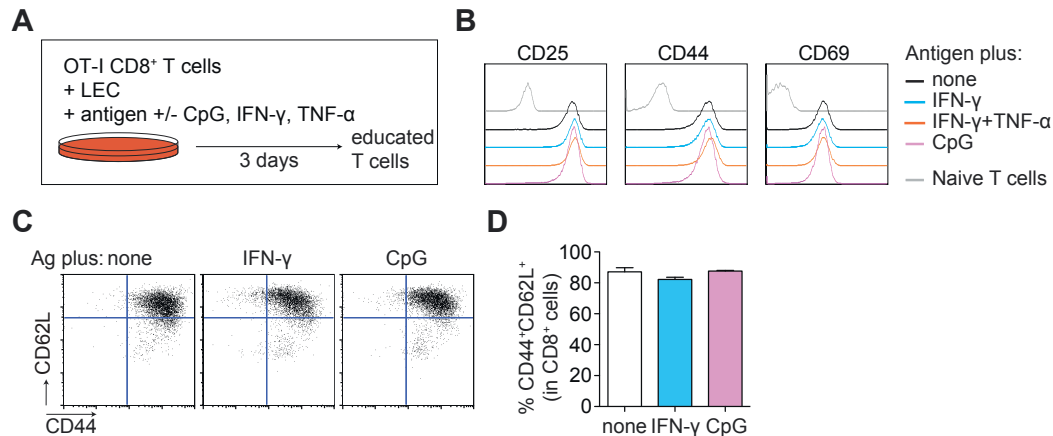 A
OT-I CD8⁺ T cells
+ LEC
+ antigen +/- CpG, IFN-γ, TNF-α
3 days
educated
T cells
B
CD25 CD44 CD69
Antigen plus:
none
IFN-γ
IFN-γ+TNF-α
CpG
Naive T cells
C
Ag plus: none IFN-γ CpG
CD62L
CD44
D
% CD44⁺CD62L⁺
(in CD8⁺ cells)
100
80
60
40
20
0
none IFN-γ CpG